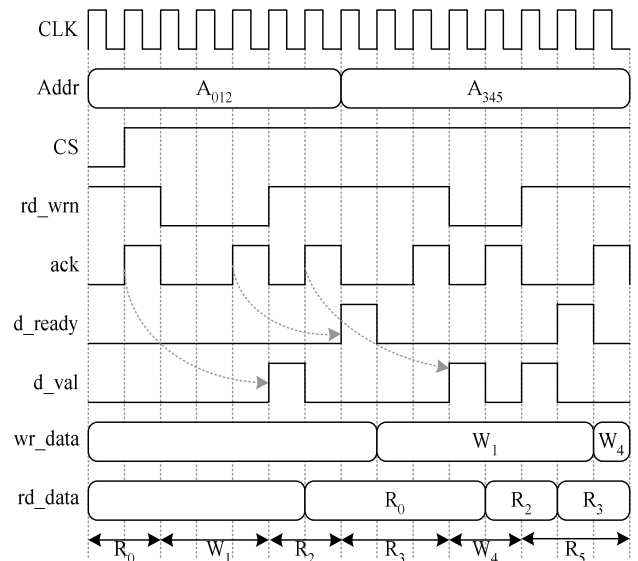 CLK
Addr A₀₁₂ A₃₄₅
CS
rd_wrn
ack
d_ready
d_val
wr_data W₁ W₄
rd_data R₀ R₂ R₃
R₀ W₁ R₂ R₃ W₄ R₅